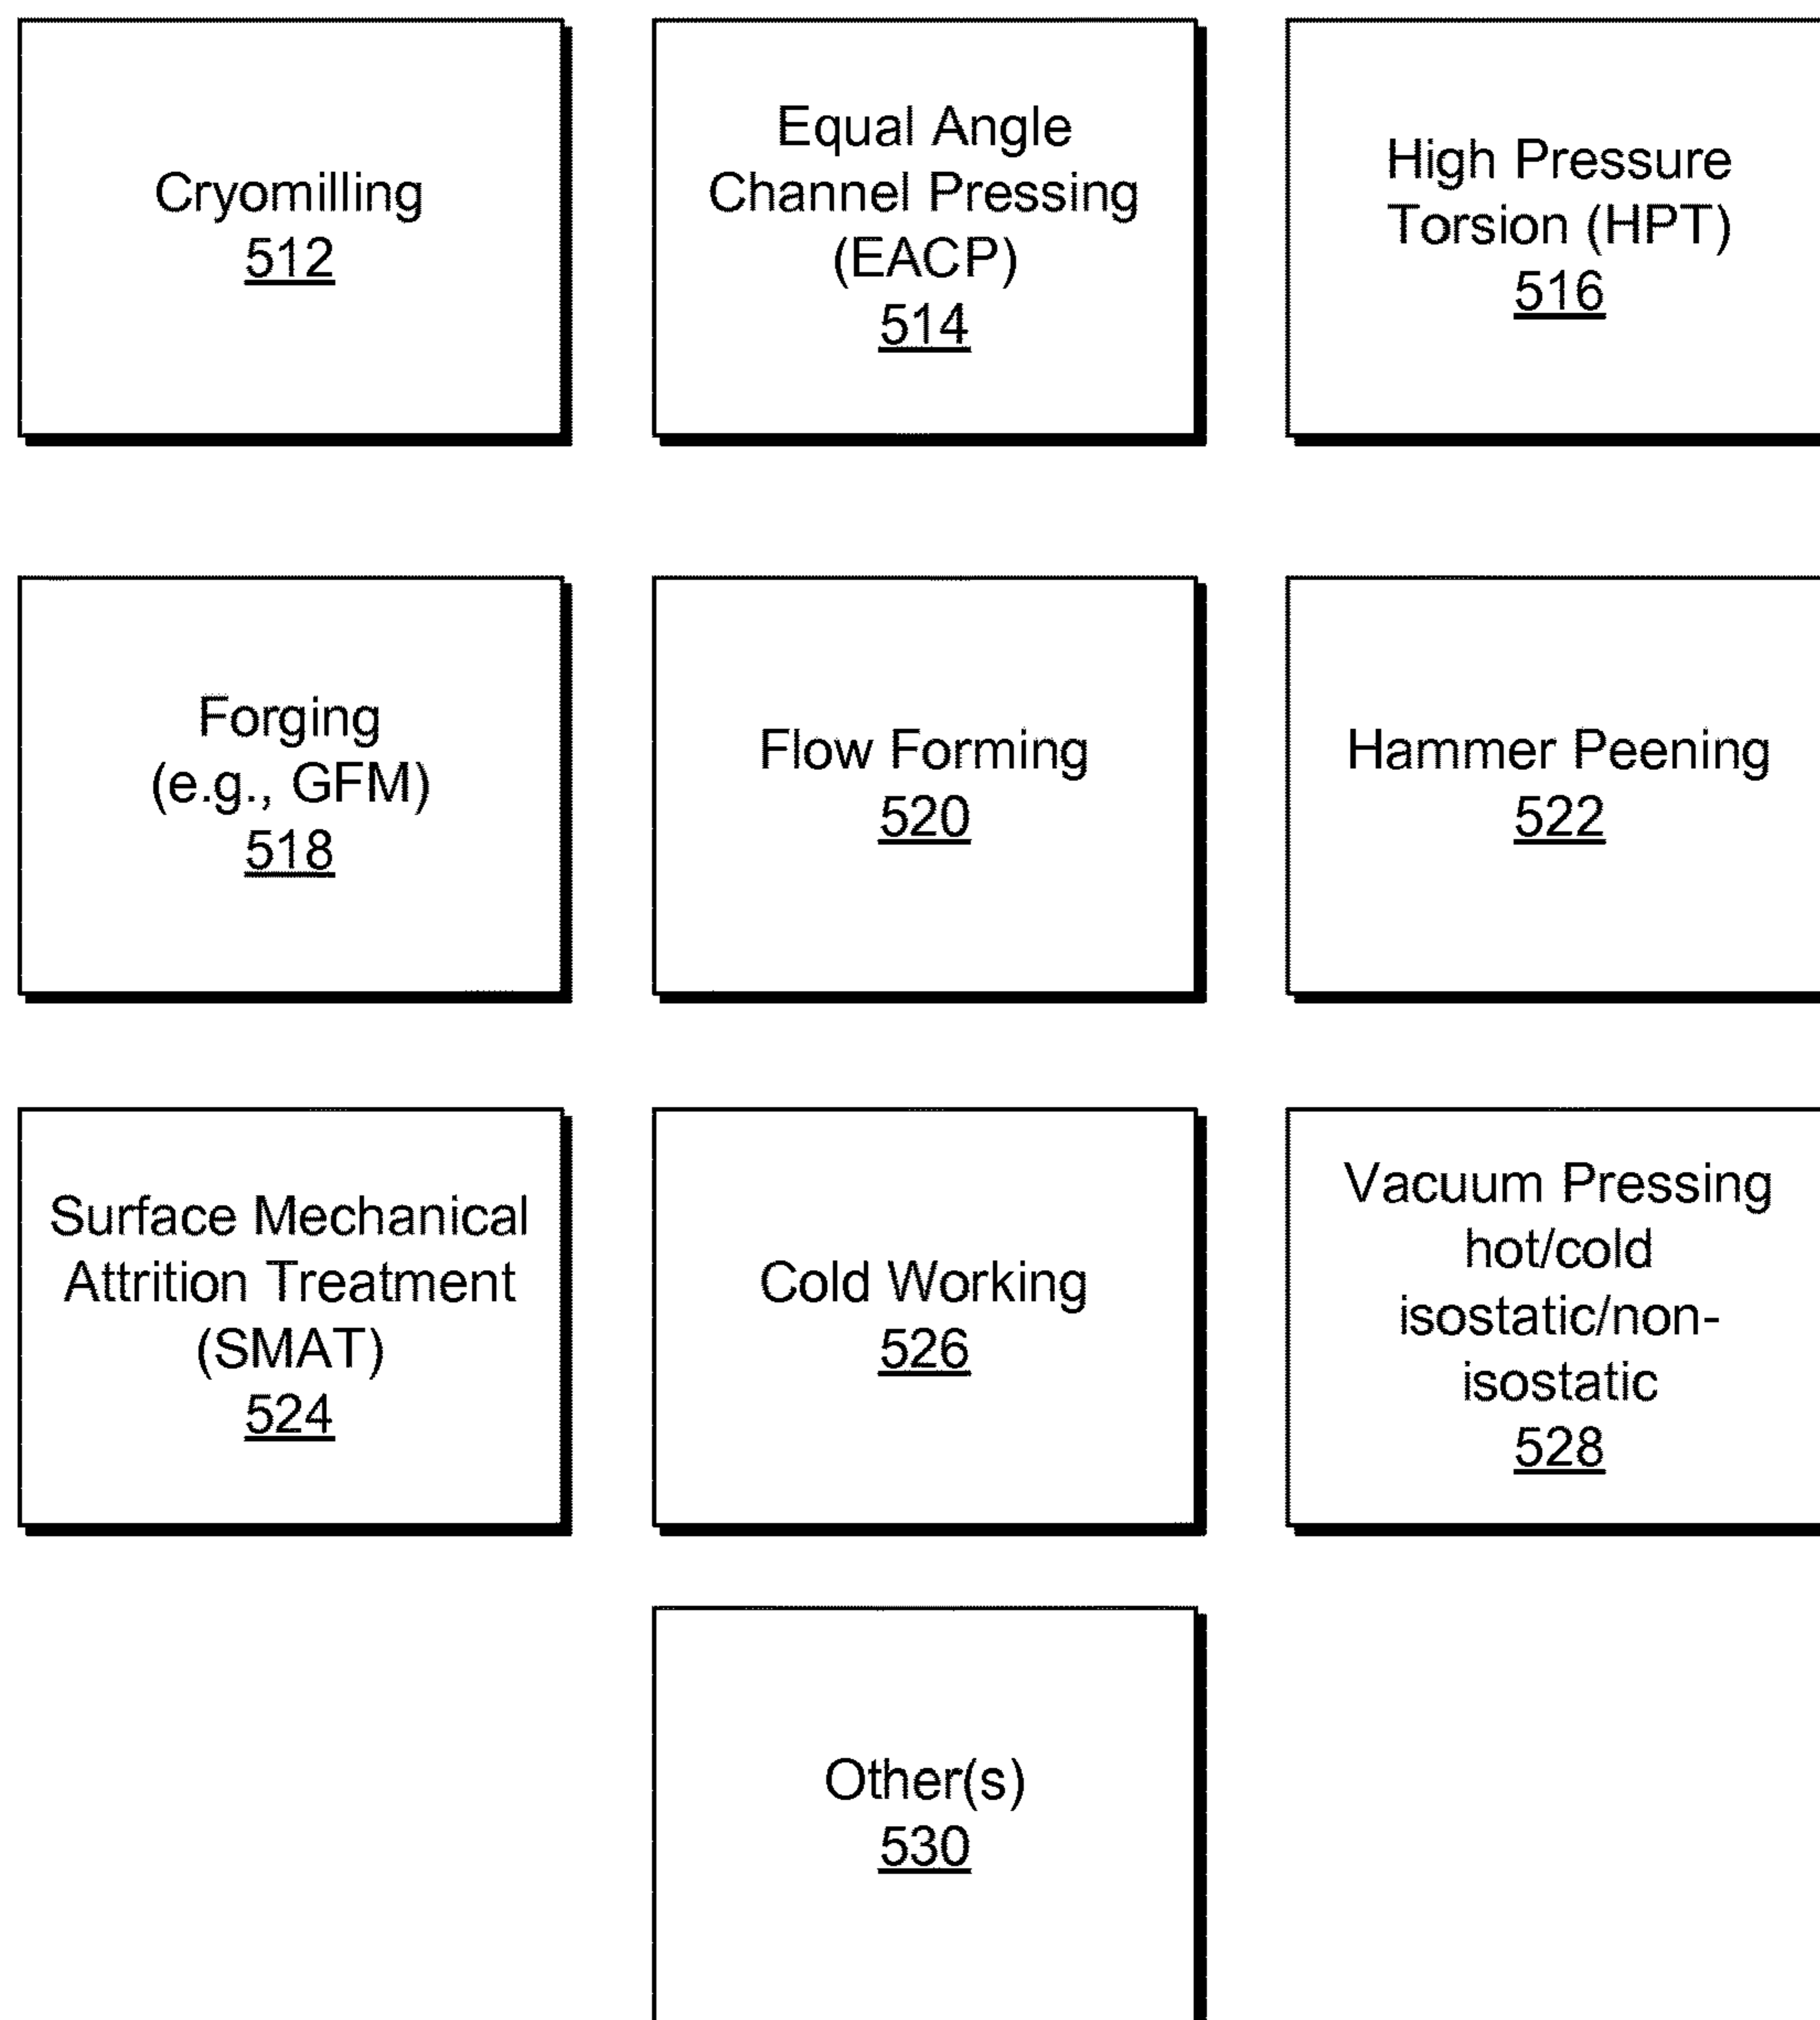 Cryomilling
512
Equal Angle
Channel Pressing
(EACP)
514
High Pressure
Torsion (HPT)
516
Forging
(e.g., GFM)
518
Flow Forming
520
Hammer Peening
522
Surface Mechanical
Attrition Treatment
(SMAT)
524
Cold Working
526
Vacuum Pressing
hot/cold
isostatic/non-
isostatic
528
Other(s)
530